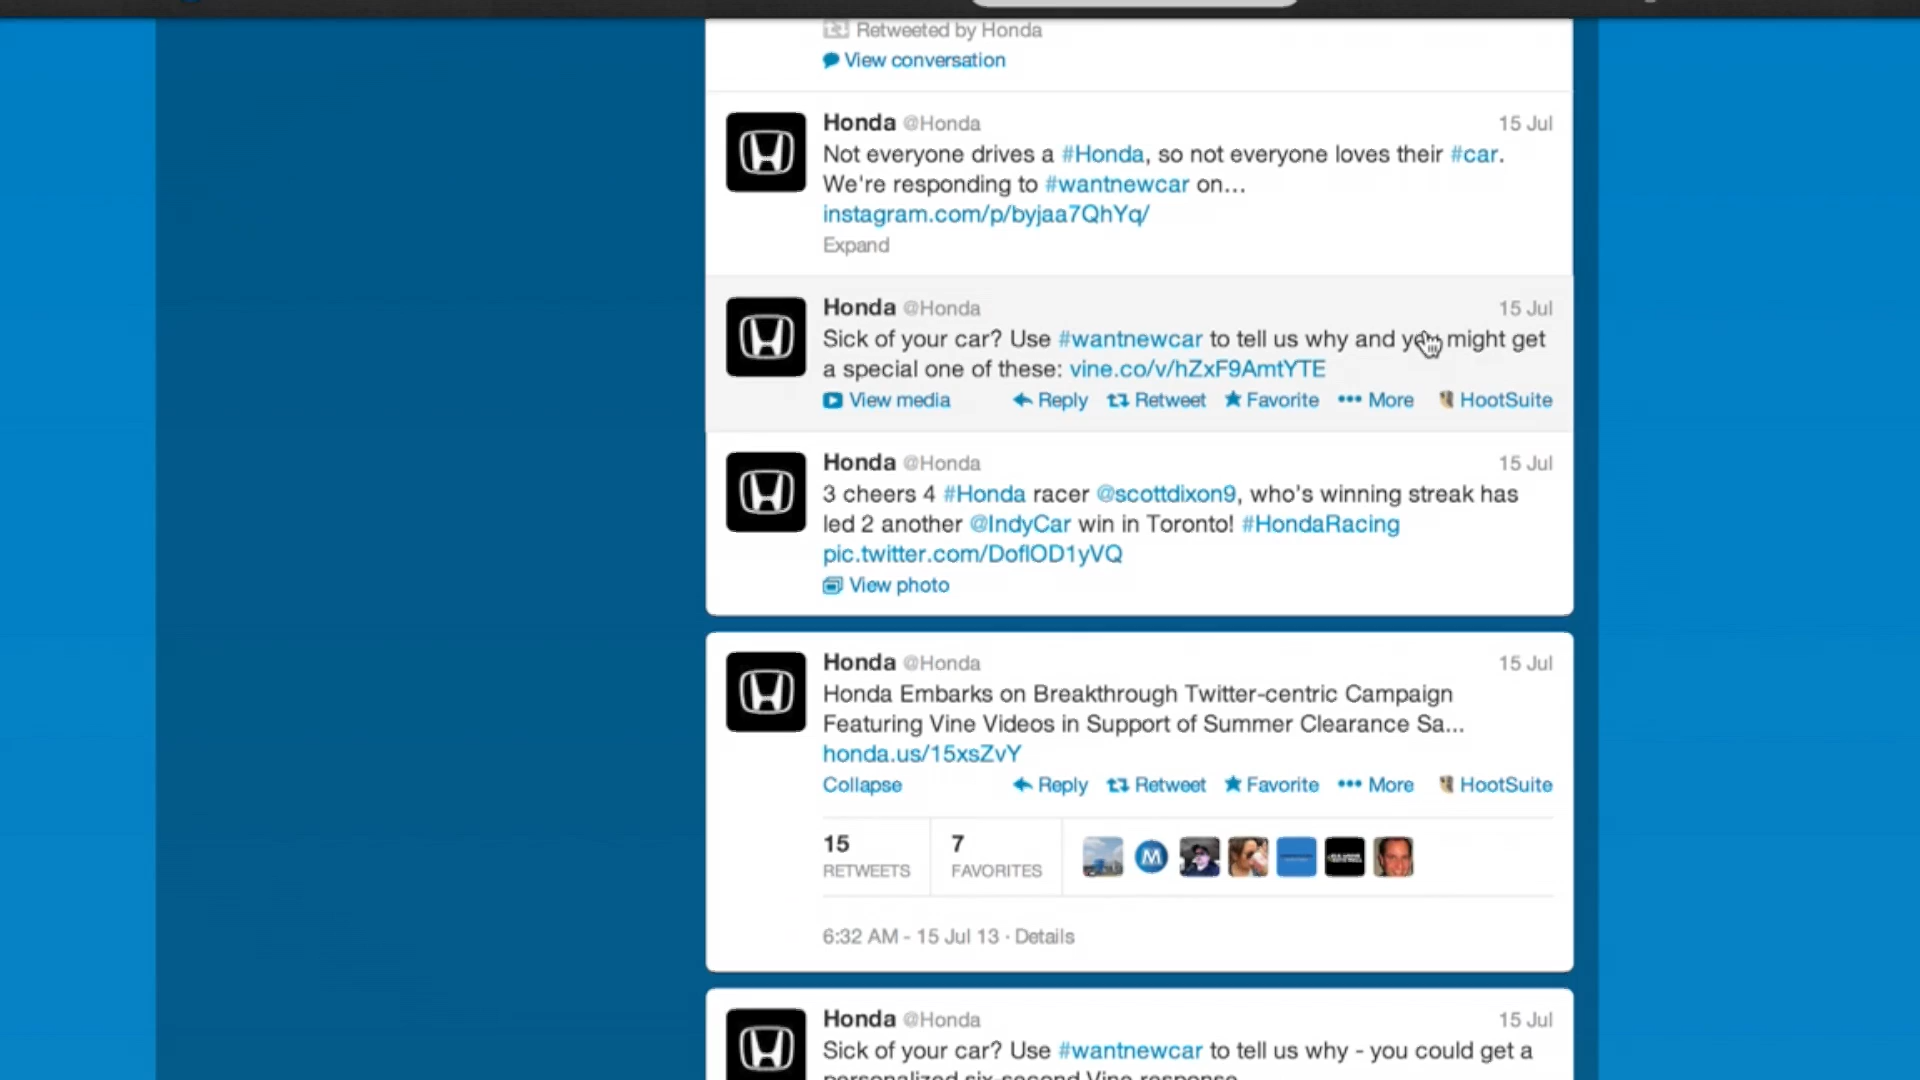 Retweeted by Honda
View conversation
Honda @Honda 15 Jul
Not everyone drives a #Honda, so not everyone loves their #car.
We're responding to #wantnewcar on...
instagram.com/p/byjaa7QhYq/
Expand
Honda @Honda 15 Jul
Sick of your car? Use #wantnewcar to tell us why and might get
a special one of these: vine.co/v/hZxF9AmtYTE
View media Reply Retweet Favorite More HootSuite
Honda @Honda 15 Jul
3 cheers 4 #Honda racer @scottdixon9, who's winning streak has
led 2 another @IndyCar win in Toronto! #HondaRacing
pic.twitter.com/DoflOD1yVQ
View photo
Honda @Honda 15 Jul
Honda Embarks on Breakthrough Twitter-centric Campaign
Featuring Vine Videos in Support of Summer Clearance Sa...
honda.us/15xsZvY
Collapse Reply Retweet Favorite More HootSuite
15 7
RETWEETS FAVORITES
M
6:32 AM - 15 Jul 13 · Details
Honda @Honda 15 Jul
Sick of your car? Use #wantnewcar to tell us why - you could get a
personalized six-second Vine response